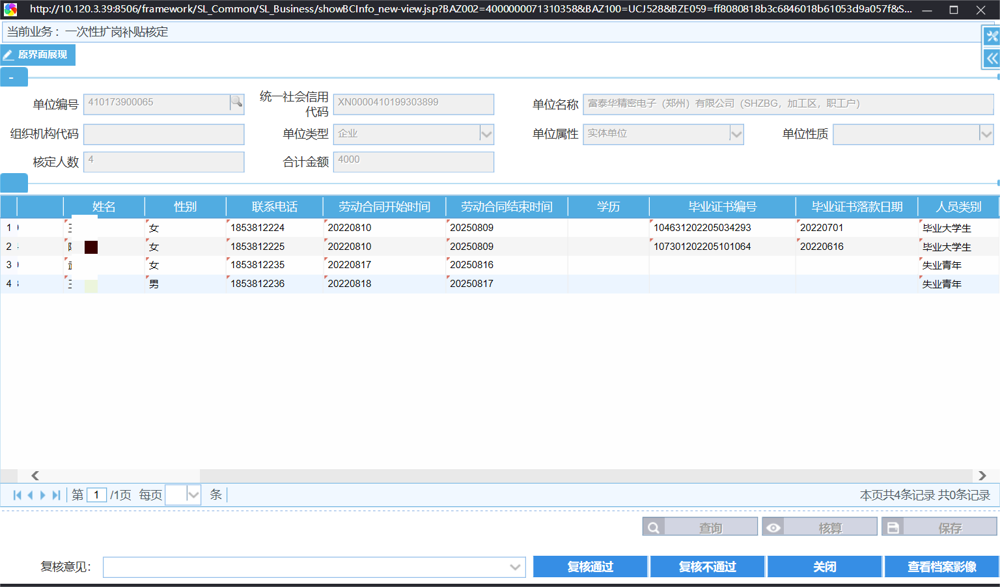 http://10.120.3.39:8506/framework/SL_Common/SL_Business/showBCInfo_new-view.jsp?BAZ002=4000000071310358&BAZ100=UCJ528&BZE059=ff8080818b3c6846018b61053d9a057f&S...
当前业务：一次性扩岗补贴核定
原界面展现
-
单位编号 410173900065 统一社会信用代码 XN0000410199303899 单位名称 富泰华精密电子（郑州）有限公司（SHZBG，加工区，职工户）
组织机构代码 单位类型 企业 单位属性 实体单位 单位性质
核定人数 4 合计金额 4000
姓名 性别 联系电话 劳动合同开始时间 劳动合同结束时间 学历 毕业证书编号 毕业证书落款日期 人员类别
1 女 1853812224 20220810 20250809 104631202205034293 20220701 毕业大学生
2 女 1853812225 20220810 20250809 107301202205101064 20220616 毕业大学生
3 女 1853812235 20220817 20250816 失业青年
4 男 1853812236 20220818 20250817 失业青年
第 1 /1页 每页 条 本页共4条记录 共0条记录
查询 核算 保存
复核意见: 复核通过 复核不通过 关闭 查看档案影像